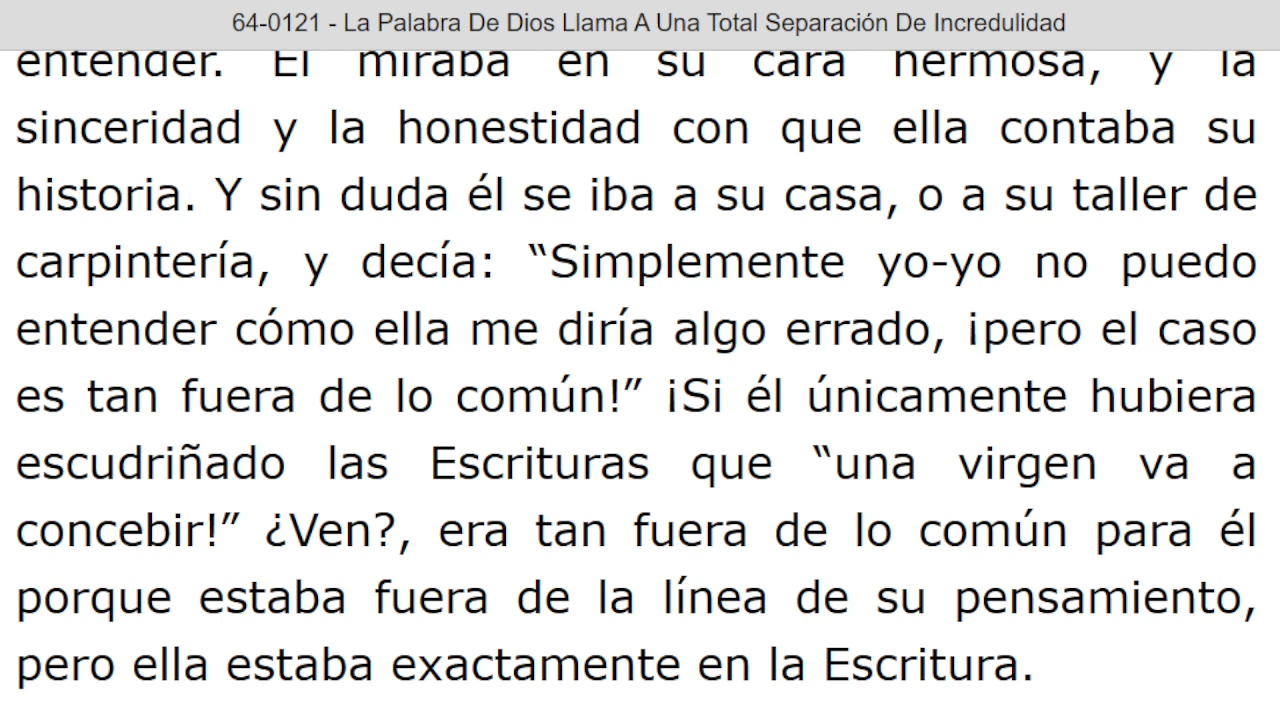 64-0121 - La Palabra De Dios Llama A Una Total Separación De Incredulidad
entender. El miraba en su cara hermosa, y la
sinceridad y la honestidad con que ella contaba su
historia. Y sin duda él se iba a su casa, o a su taller de
carpintería, y decía: “Simplemente yo-yo no puedo
entender cómo ella me diría algo errado, ¡pero el caso
es tan fuera de lo común!” ¡Si él únicamente hubiera
escudriñado las Escrituras que “una virgen va a
concebir!” ¿Ven?, era tan fuera de lo común para él
porque estaba fuera de la línea de su pensamiento,
pero ella estaba exactamente en la Escritura.